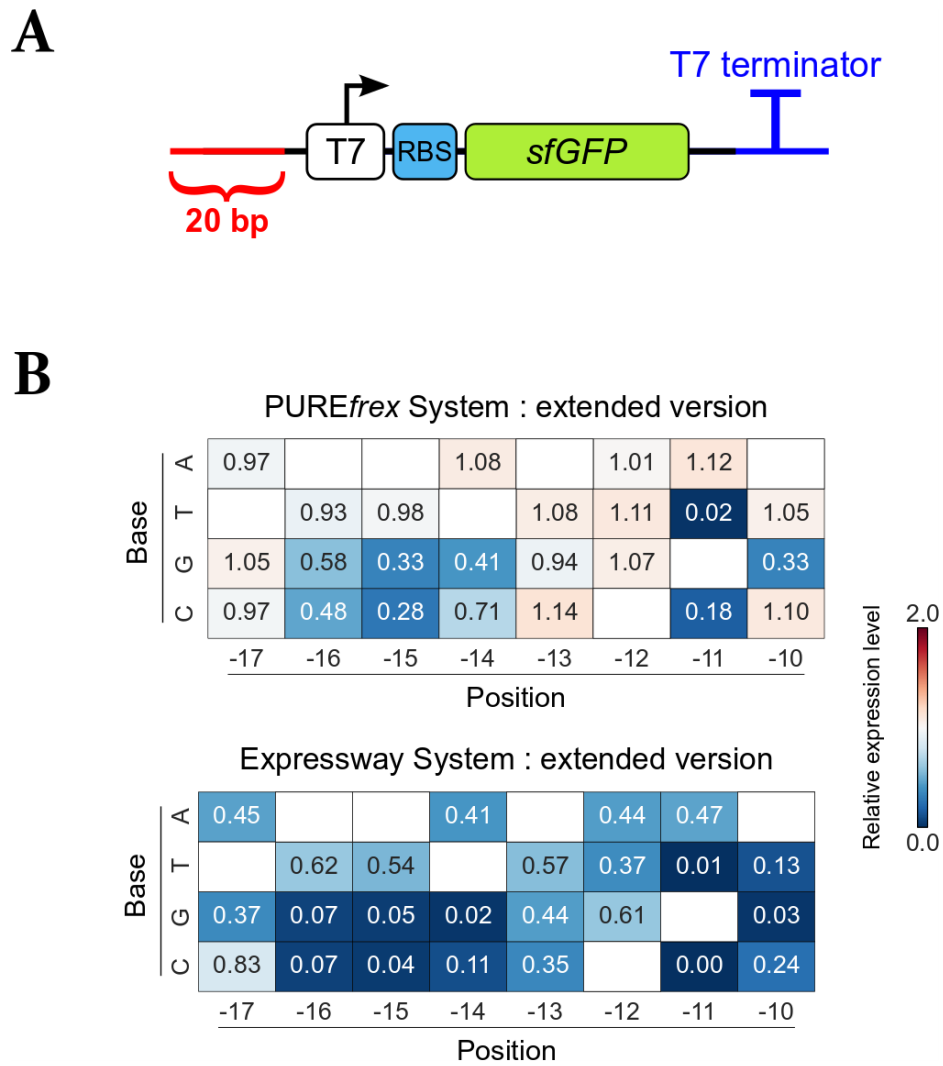 A
T7 terminator
T7 RBS sfGFP
20 bp
B
PUREfrex System : extended version
Base
A 0.97 1.08 1.01 1.12
T 0.93 0.98 1.08 1.11 0.02 1.05
G 1.05 0.58 0.33 0.41 0.94 1.07 0.33
C 0.97 0.48 0.28 0.71 1.14 0.18 1.10
-17 -16 -15 -14 -13 -12 -11 -10
Position
Expressway System : extended version
Base
A 0.45 0.41 0.44 0.47
T 0.62 0.54 0.57 0.37 0.01 0.13
G 0.37 0.07 0.05 0.02 0.44 0.61 0.03
C 0.83 0.07 0.04 0.11 0.35 0.00 0.24
-17 -16 -15 -14 -13 -12 -11 -10
Position
Relative expression level
2.0
0.0